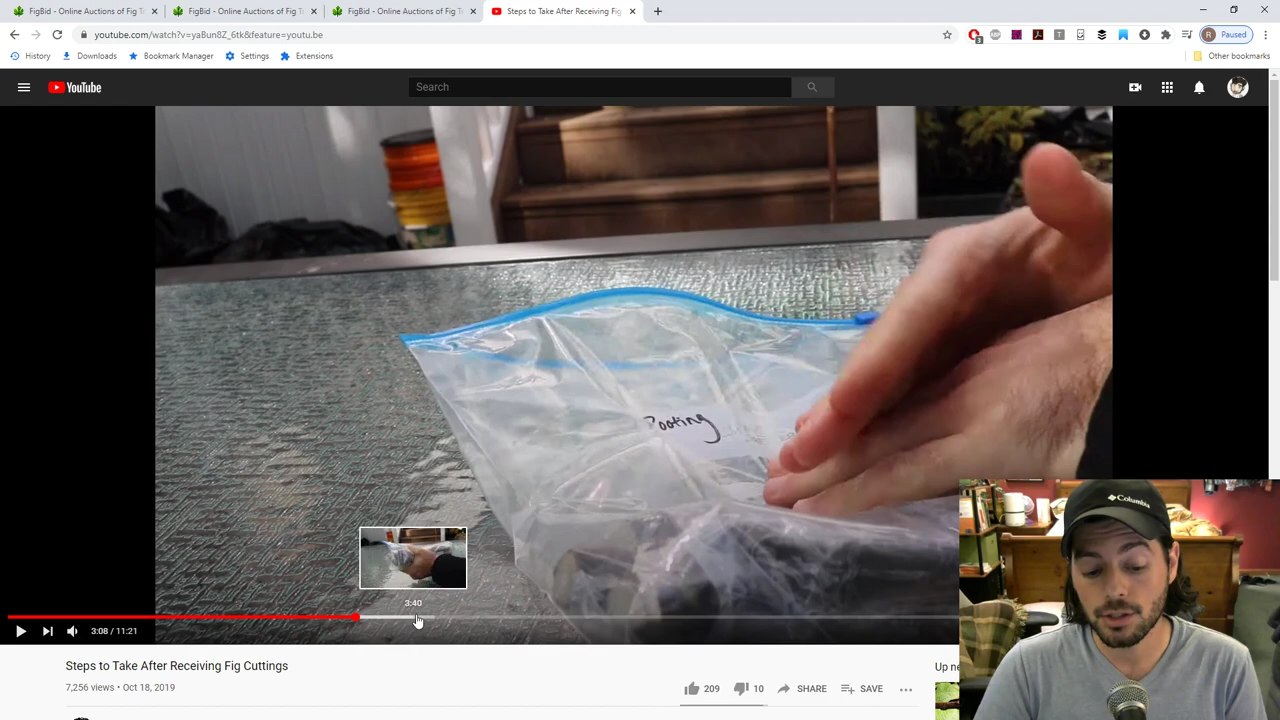 FigBid - Online Auctions of Fig T
FigBid - Online Auctions of Fig T
FigBid - Online Auctions of Fig T
Steps to Take After Receiving Fig
youtube.com/watch?v=yaBun8Z_6tk&feature=youtu.be
3
R
Paused
History
Downloads
Bookmark Manager
Settings
Extensions
Other bookmarks
YouTube
Search
Rooting
Columbia
3:40
3:08 / 11:21
Steps to Take After Receiving Fig Cuttings
Up ne
7,256 views • Oct 18, 2019
209
10
SHARE
SAVE